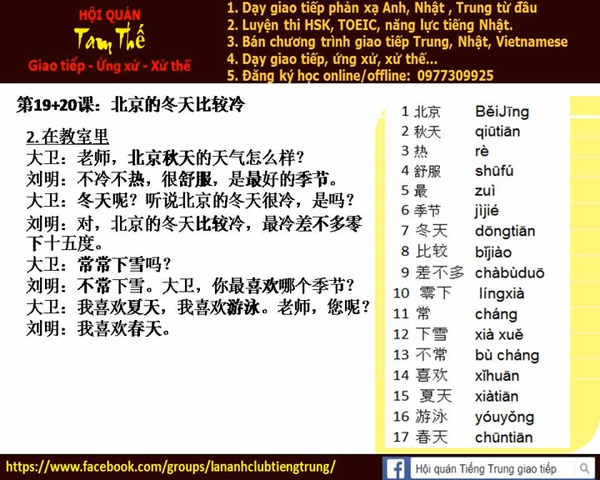 HỘI QUÁN
Tam Thế
Giao tiếp - Ứng xử - Xử thế
1. Dạy giao tiếp phản xạ Anh, Nhật , Trung từ đầu
2. Luyện thi HSK, TOEIC, năng lực tiếng Nhật.
3. Bán chương trình giao tiếp Trung, Nhật, Vietnamese
4. Dạy giao tiếp, ứng xử, xử thế...
5. Đăng ký học online/offline: 0977309925
第19+20课：北京的冬天比较冷
2.在教室里
大卫：老师，北京秋天的天气怎么样？
刘明：不冷不热，很舒服，是最好的季节。
大卫：冬天呢？听说北京的冬天很冷，是吗？
刘明：对，北京的冬天比较冷，最冷差不多零
下十五度。
大卫：常常下雪吗？
刘明：不常下雪。大卫，你最喜欢哪个季节？
大卫：我喜欢夏天，我喜欢游泳。老师，您呢？
刘明：我喜欢春天。
1 北京 BěiJīng
2 秋天 qiūtiān
3 热 rè
4 舒服 shūfú
5 最 zuì
6 季节 jìjié
7 冬天 dōngtiān
8 比较 bǐjiào
9 差不多 chàbùduō
10 零下 língxià
11 常 cháng
12 下雪 xià xuě
13 不常 bù cháng
14 喜欢 xǐhuān
15 夏天 xiàtiān
16 游泳 yóuyǒng
17 春天 chūntiān
https://www.facebook.com/groups/lananhclubtiengtrung/
f Hội quán Tiếng Trung giao tiếp